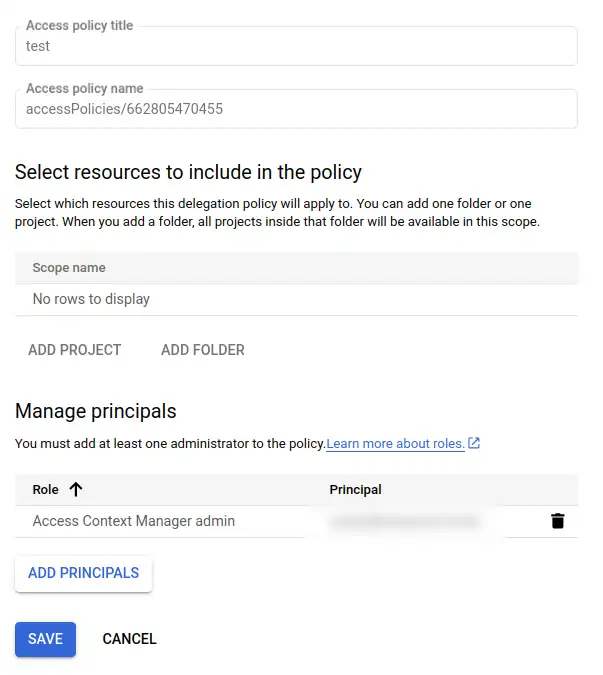 Access policy title
test
Access policy name
accessPolicies/662805470455
Select resources to include in the policy
Select which resources this delegation policy will apply to. You can add one folder or one
project. When you add a folder, all projects inside that folder will be available in this scope.
Scope name
No rows to display
ADD PROJECT ADD FOLDER
Manage principals
You must add at least one administrator to the policy.Learn more about roles.
Role Principal
Access Context Manager admin
ADD PRINCIPALS
SAVE CANCEL